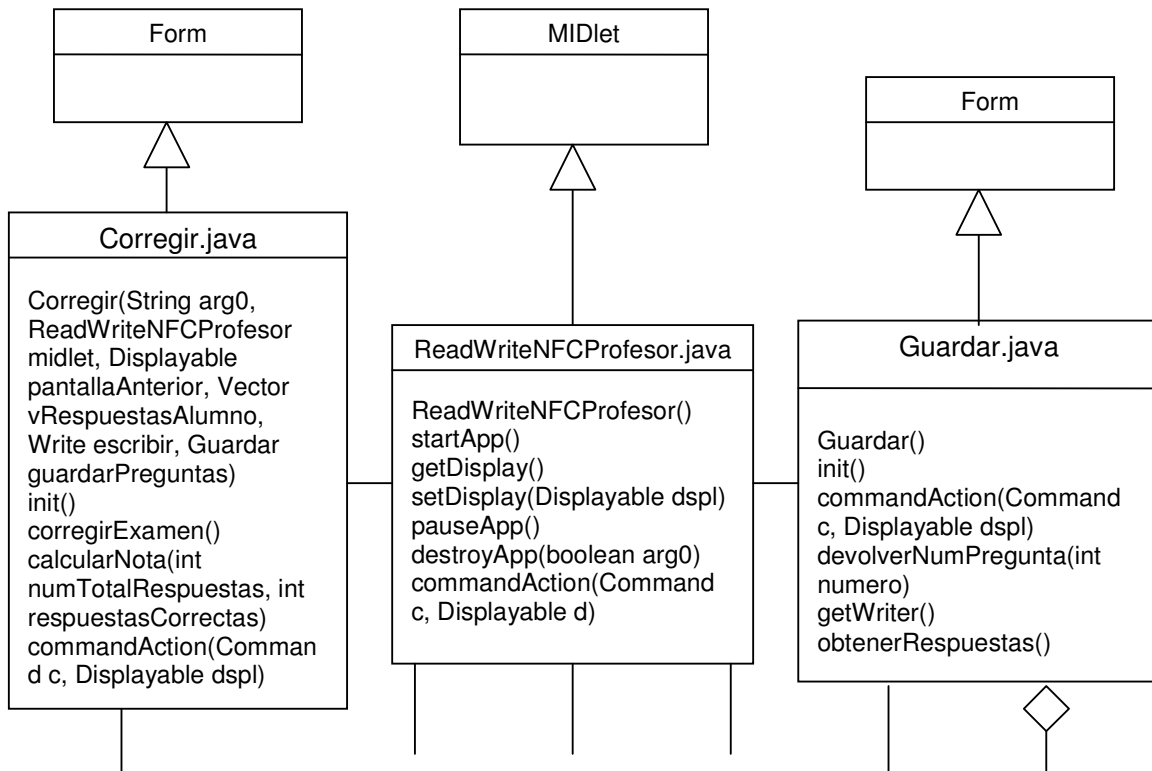 Form
MIDlet
Form
Corregir.java
Corregir(String arg0,
ReadWriteNFCProfesor
midlet, Displayable
pantallaAnterior, Vector
vRespuestasAlumno,
Write escribir, Guardar
guardarPreguntas)
init()
corregirExamen()
calcularNota(int
numTotalRespuestas, int
respuestasCorrectas)
commandAction(Comman
d c, Displayable dspl)
ReadWriteNFCProfesor.java
ReadWriteNFCProfesor()
startApp()
getDisplay()
setDisplay(Displayable dspl)
pauseApp()
destroyApp(boolean arg0)
commandAction(Command
c, Displayable d)
Guardar.java
Guardar()
init()
commandAction(Command
c, Displayable dspl)
devolverNumPregunta(int
numero)
getWriter()
obtenerRespuestas()